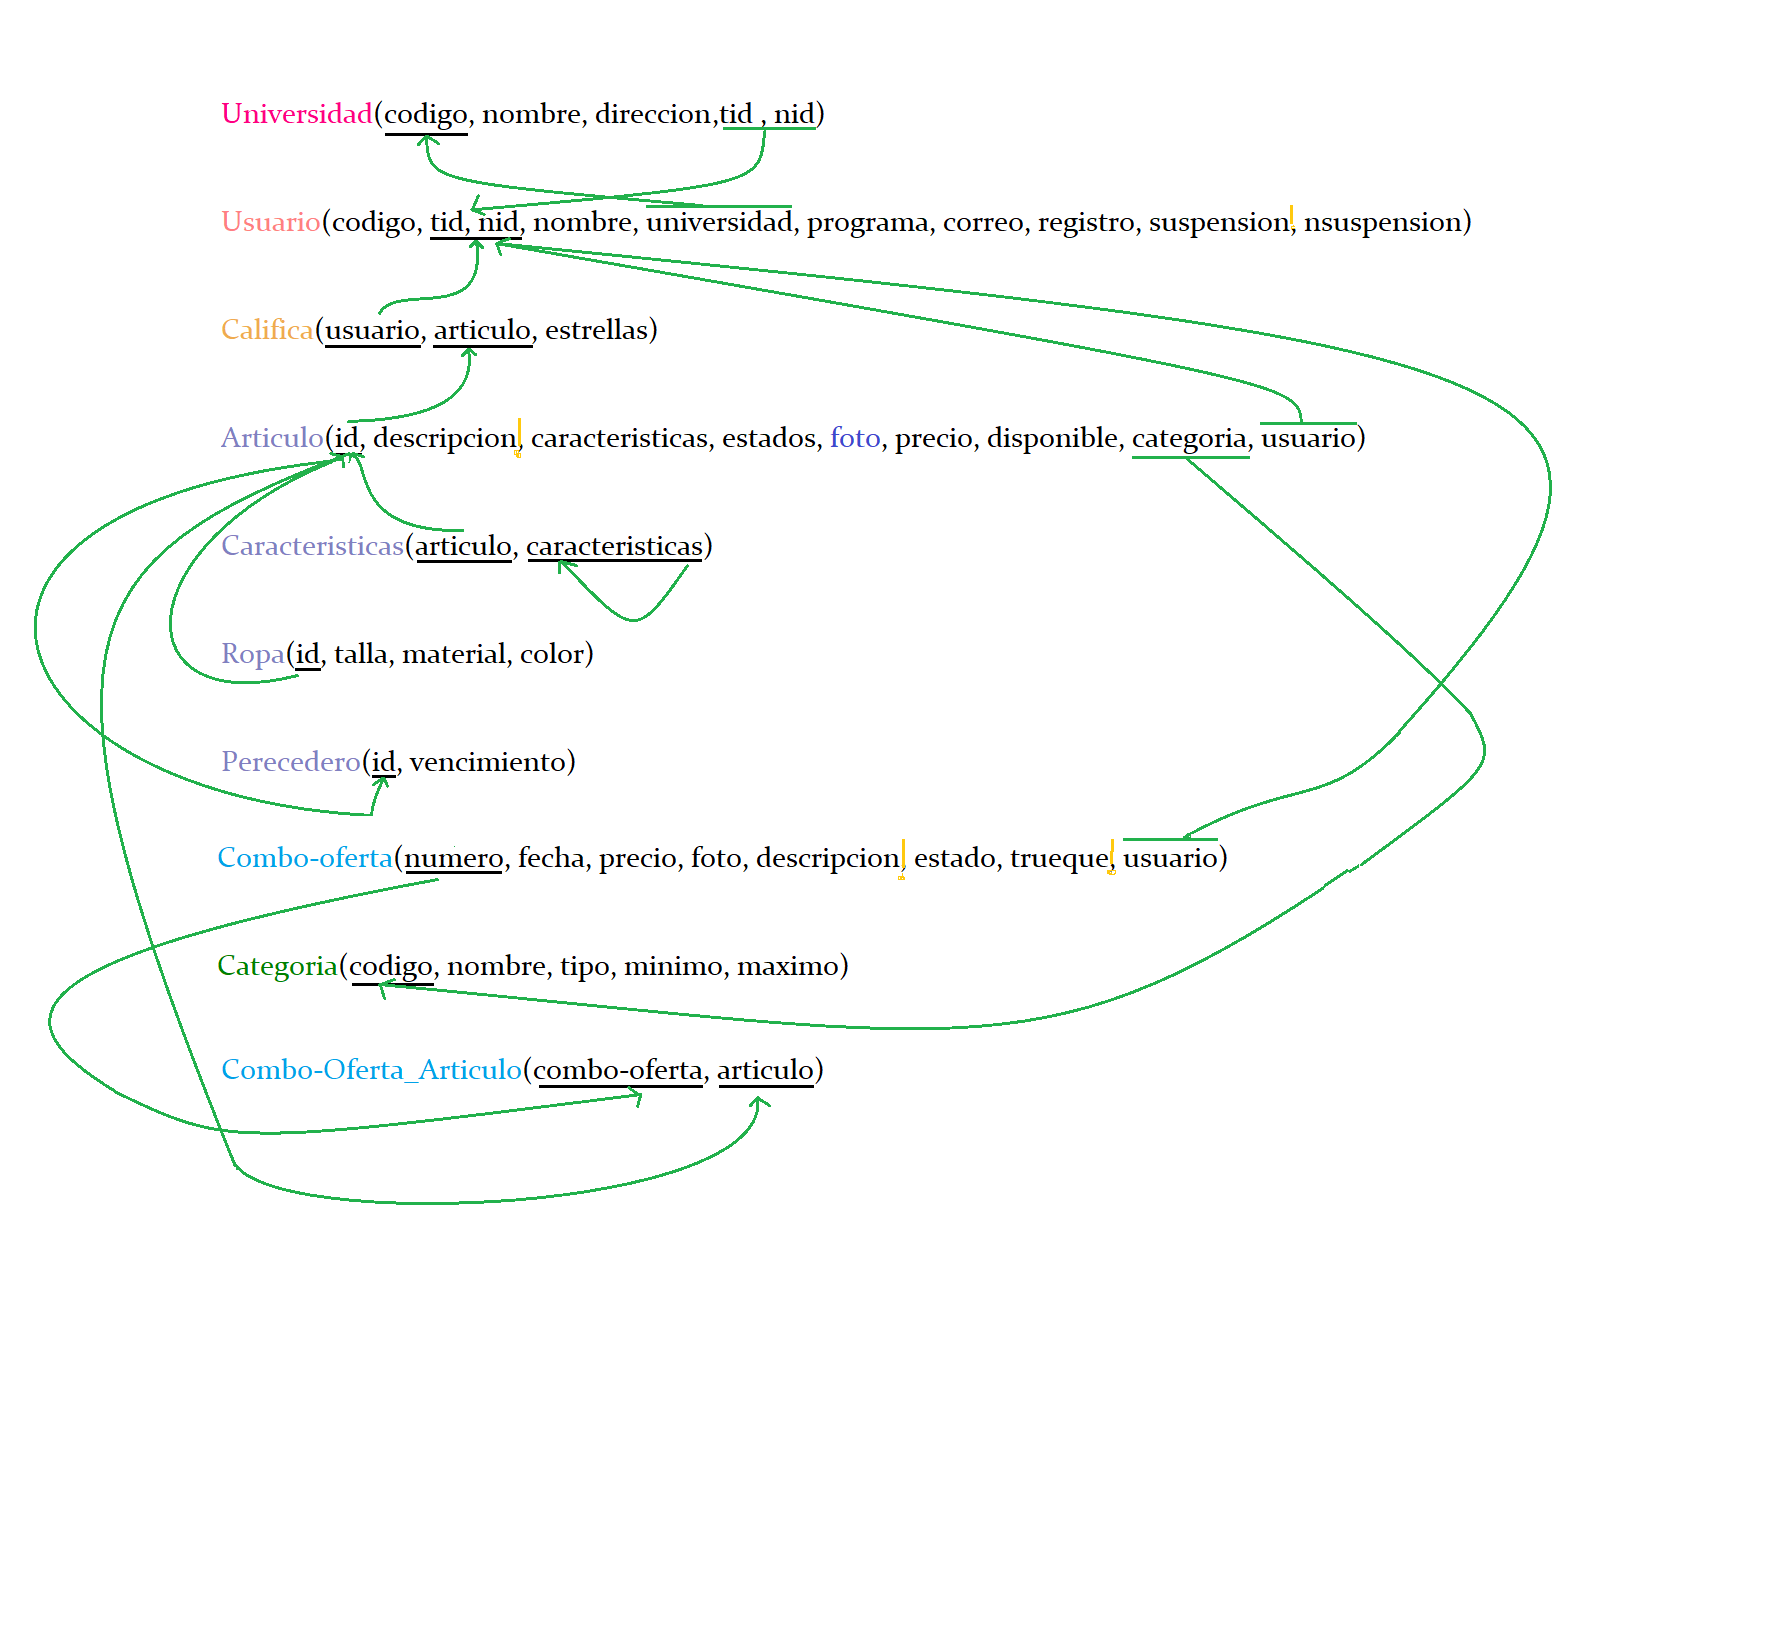 Universidad(codigo, nombre, direccion,tid , nid)
Usuario(codigo, tid, nid, nombre, universidad, programa, correo, registro, suspension, nsuspension)
Califica(usuario, articulo, estrellas)
Articulo(id, descripcion, caracteristicas, estados, foto, precio, disponible, categoria, usuario)
Caracteristicas(articulo, caracteristicas)
Ropa(id, talla, material, color)
Perecedero(id, vencimiento)
Combo-oferta(numero, fecha, precio, foto, descripcion, estado, trueque, usuario)
Categoria(codigo, nombre, tipo, minimo, maximo)
Combo-Oferta_Articulo(combo-oferta, articulo)